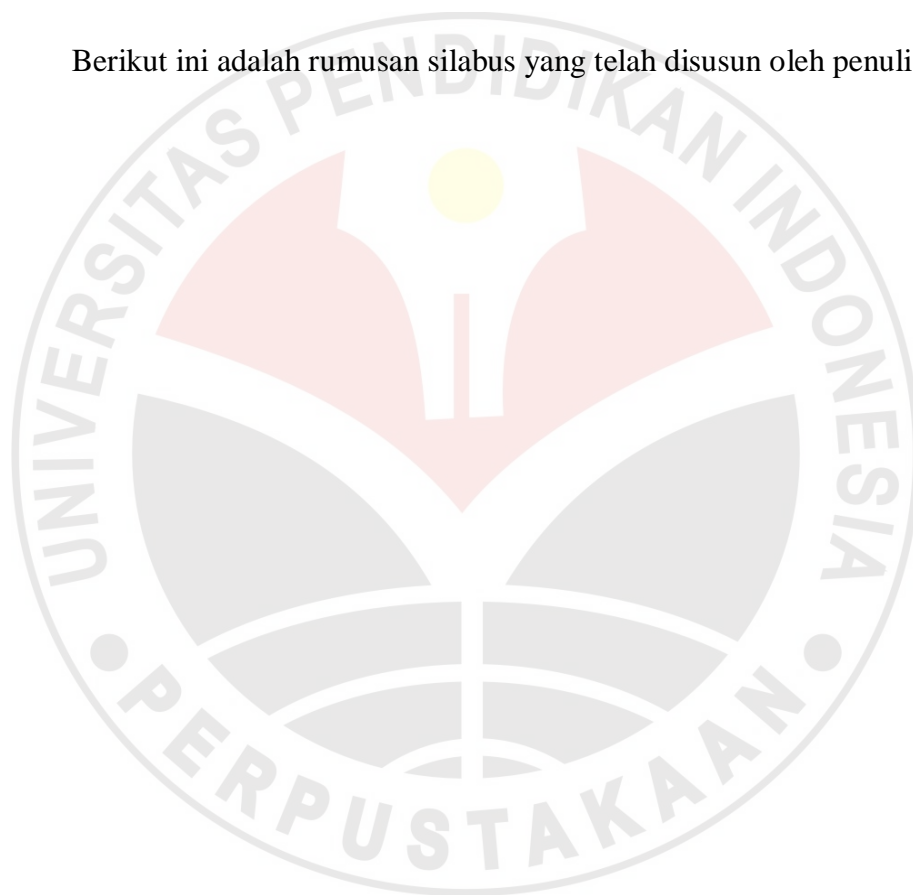 Berikut ini adalah rumusan silabus yang telah disusun oleh penuli
UNIVERSITAS PENDIDIKAN INDONESIA
PERPUSTAKAAN